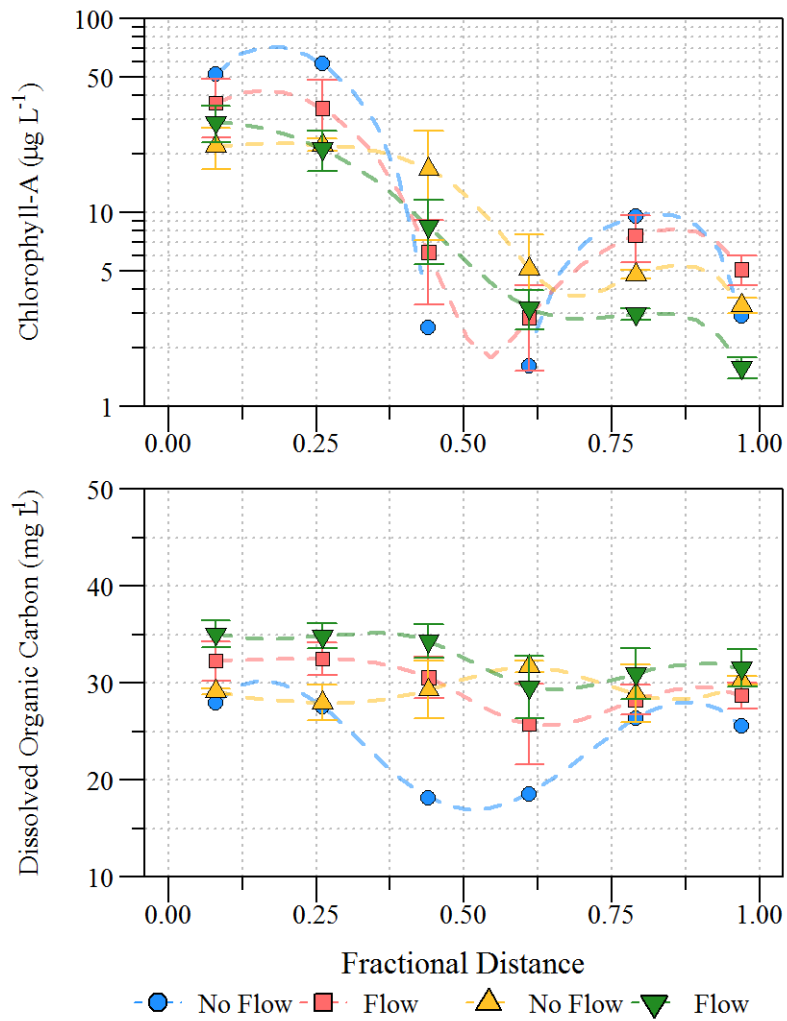 100
50
10
5
1
Chlorophyll-A (μg L⁻¹)
0.00 0.25 0.50 0.75 1.00
50
40
30
20
10
Dissolved Organic Carbon (mg L¹)
0.00 0.25 0.50 0.75 1.00
Fractional Distance
No Flow Flow No Flow Flow